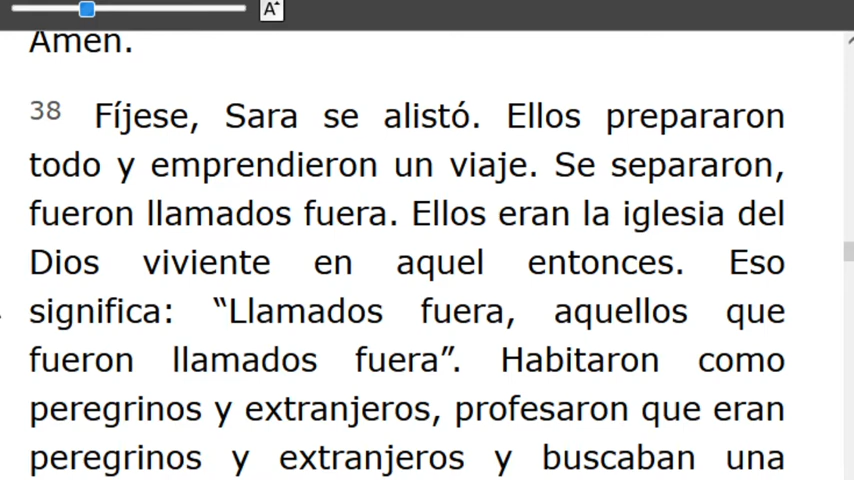 A
Amén.
38 Fíjese, Sara se alistó. Ellos prepararon
todo y emprendieron un viaje. Se separaron,
fueron llamados fuera. Ellos eran la iglesia del
Dios viviente en aquel entonces. Eso
significa: “Llamados fuera, aquellos que
fueron llamados fuera”. Habitaron como
peregrinos y extranjeros, profesaron que eran
peregrinos y extranjeros y buscaban una